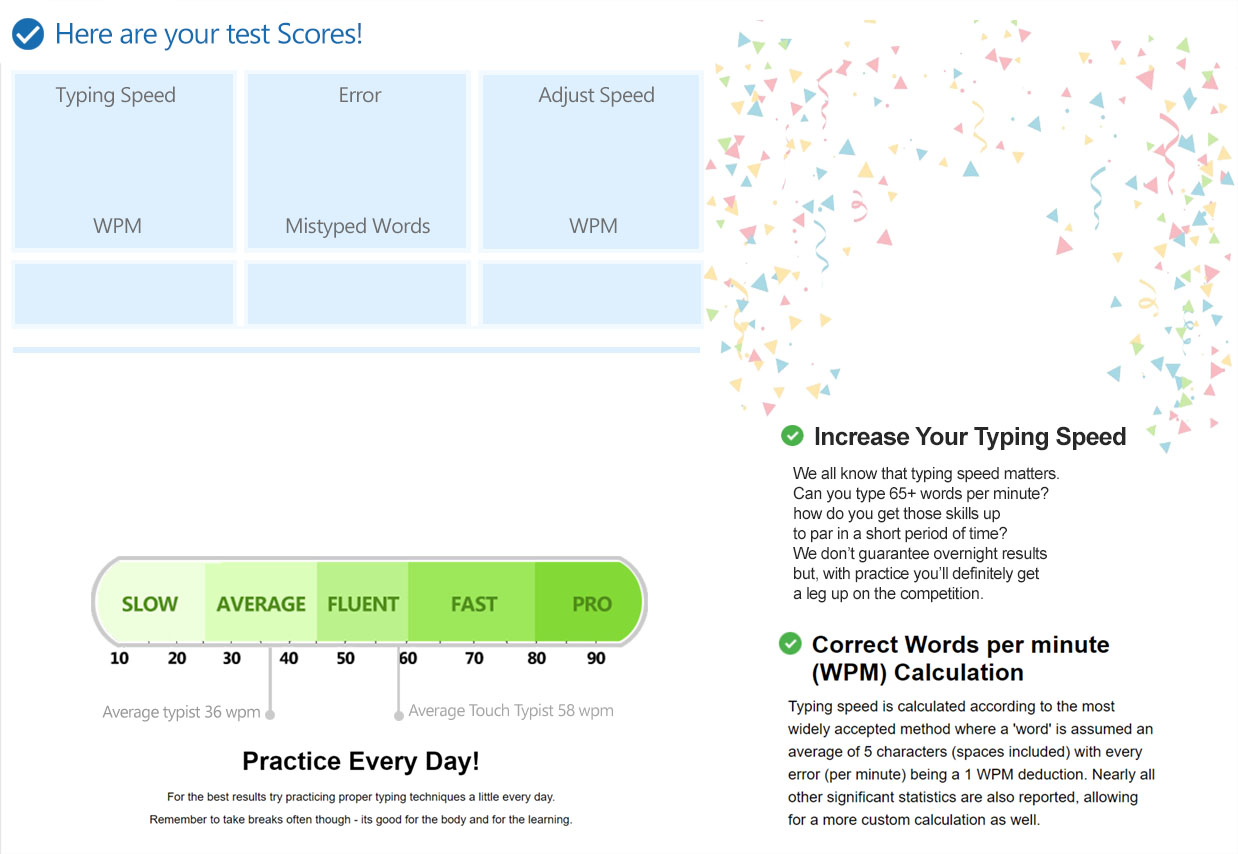 Here are your test Scores!
Typing Speed
Error
Adjust Speed
WPM
Mistyped Words
WPM
Increase Your Typing Speed
We all know that typing speed matters.
Can you type 65+ words per minute?
how do you get those skills up
to par in a short period of time?
We don’t guarantee overnight results
but, with practice you’ll definitely get
a leg up on the competition.
SLOW AVERAGE FLUENT FAST PRO
10 20 30 40 50 60 70 80 90
Average typist 36 wpm
Average Touch Typist 58 wpm
Practice Every Day!
For the best results try practicing proper typing techniques a little every day.
Remember to take breaks often though - its good for the body and for the learning.
Correct Words per minute
(WPM) Calculation
Typing speed is calculated according to the most
widely accepted method where a 'word' is assumed an
average of 5 characters (spaces included) with every
error (per minute) being a 1 WPM deduction. Nearly all
other significant statistics are also reported, allowing
for a more custom calculation as well.